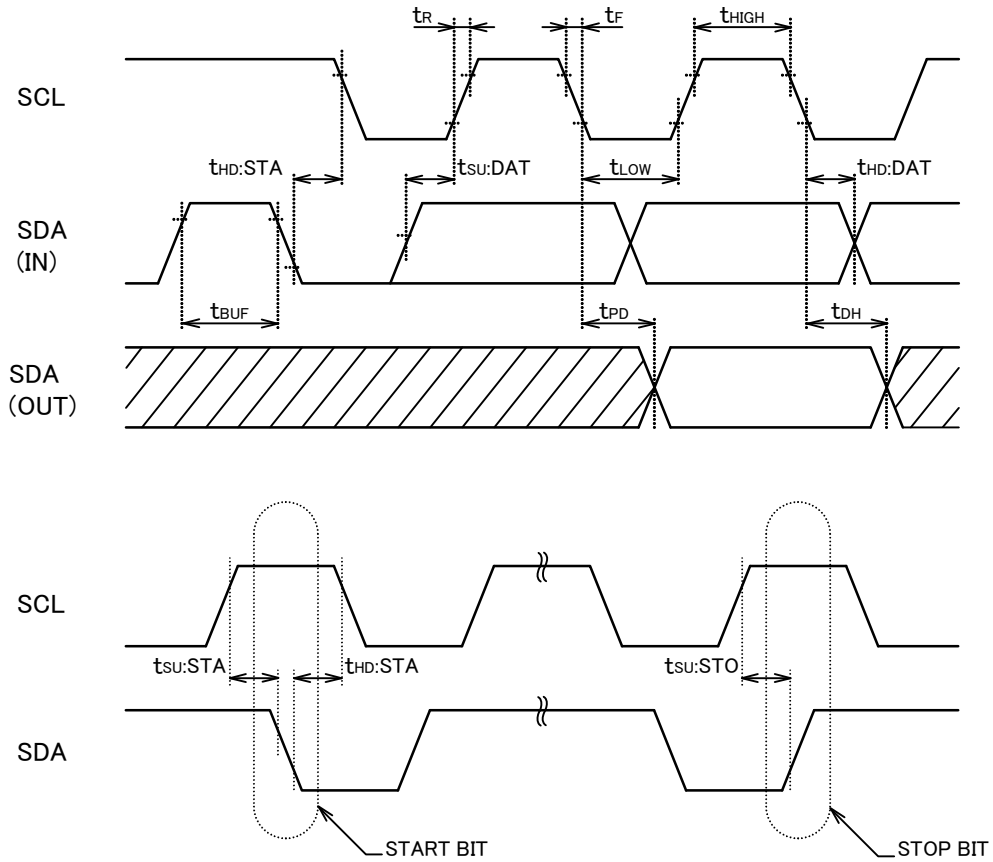 tR
tF
tHIGH
SCL
tHD:STA
tSU:DAT
tLOW
tHD:DAT
SDA
(IN)
tBUF
tPD
tDH
SDA
(OUT)
SCL
tSU:STA
tHD:STA
tSU:STO
SDA
START BIT
STOP BIT